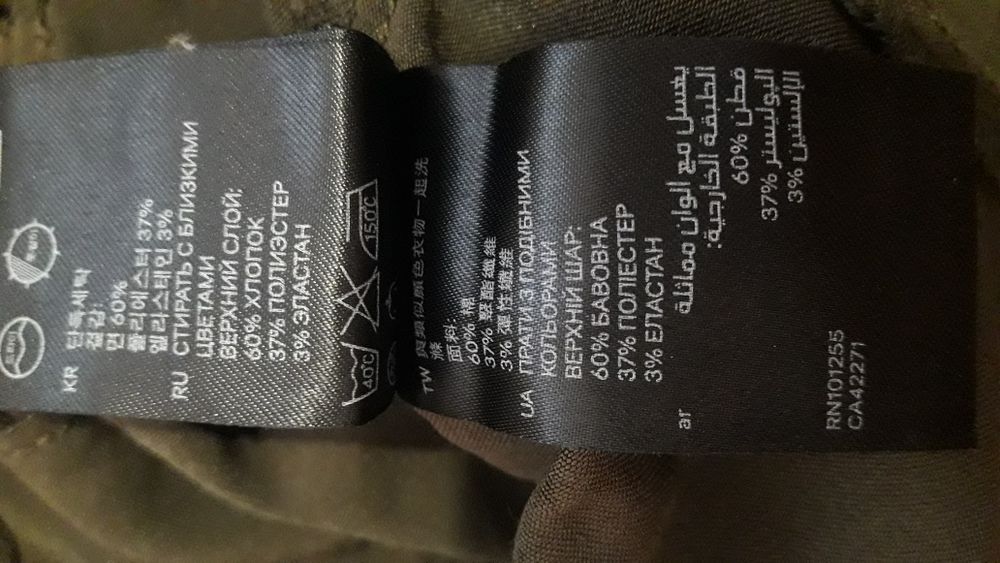 KR 단독세탁
겉감:
면 60%
폴리에스터 37%
엘라스테인 3%
RU СТИРАТЬ С БЛИЗКИМИ
ЦВЕТАМИ
ВЕРХНИЙ СЛОЙ:
60% ХЛОПОК
37% ПОЛИЭСТЕР
3% ЭЛАСТАН
40°C 150°C
TW 與類似顏色衣物一起洗
滌
面料:
60% 棉
37% 聚酯纖維
3% 彈性纖維
UA ПРАТИ З ПОДІБНИМИ
КОЛЬОРАМИ
ВЕРХНІЙ ШАР:
60% БАВОВНА
37% ПОЛІЕСТЕР
3% ЕЛАСТАН
ar يغسل مع ألوان مماثلة
الطبقة الخارجية:
60% قطن
37% البوليستر
3% الإلستين
RN101255
CA42271